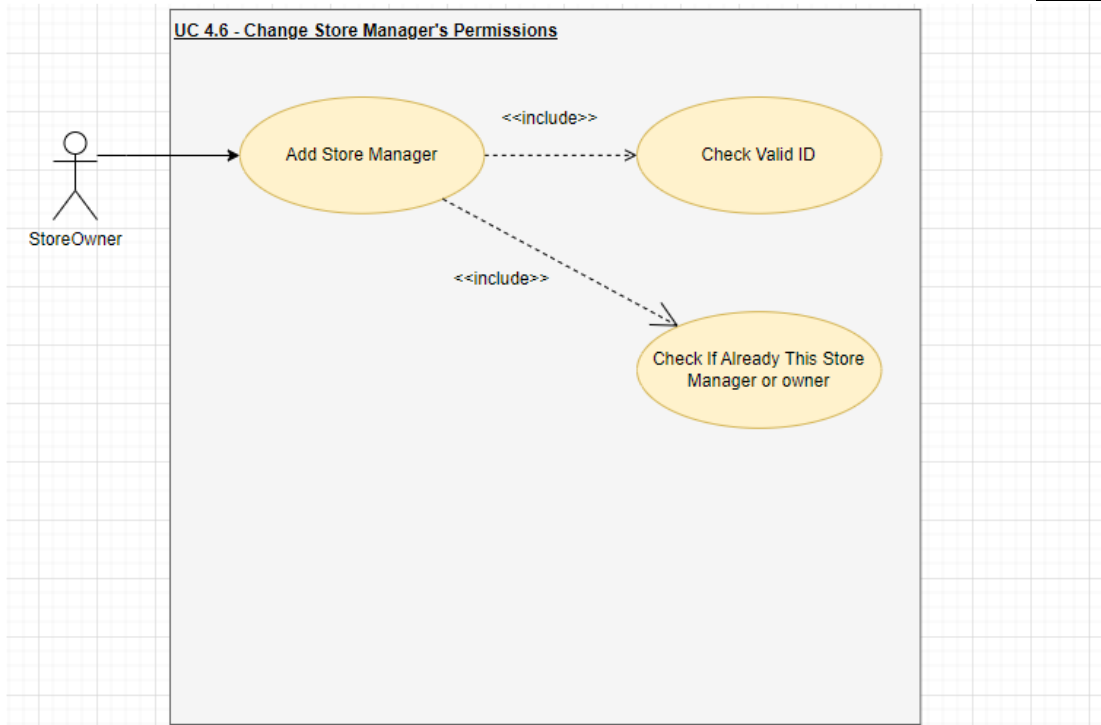 UC 4.6 - Change Store Manager's Permissions
<<include>>
Add Store Manager
Check Valid ID
StoreOwner
<<include>>
Check If Already This Store
Manager or owner